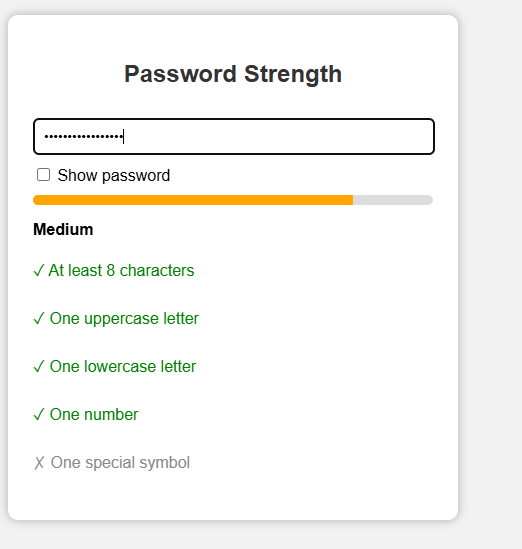 Password Strength
•••••••••••••••••
Show password
Medium
✓ At least 8 characters
✓ One uppercase letter
✓ One lowercase letter
✓ One number
✗ One special symbol